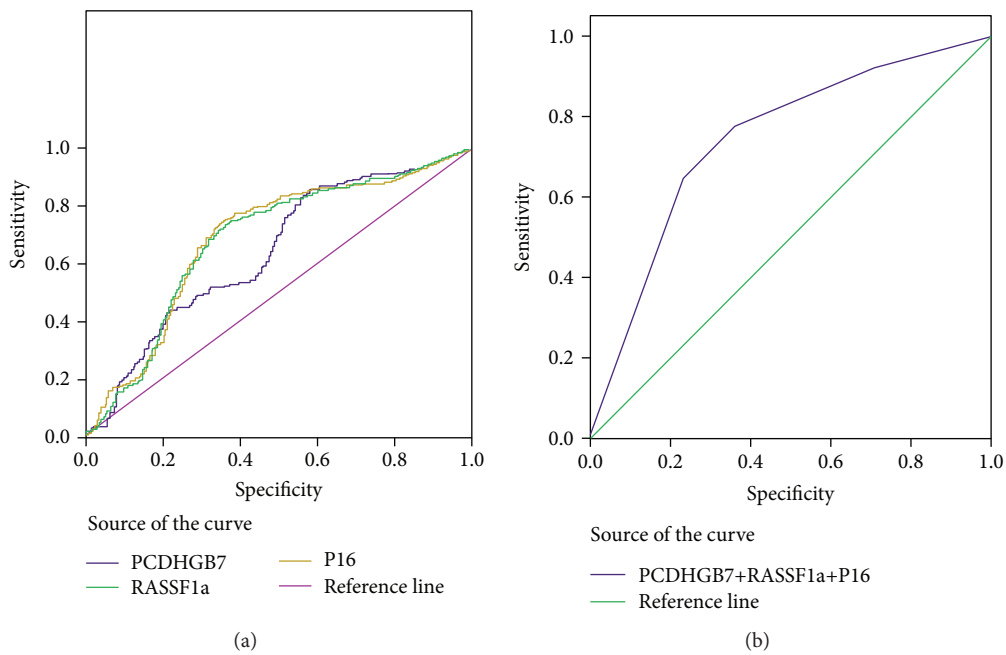 1.0
0.8
0.6
0.4
0.2
0.0
Sensitivity
0.0 0.2 0.4 0.6 0.8 1.0
Specificity
Source of the curve
PCDHGB7
P16
RASSF1a
Reference line
(a)
1.0
0.8
0.6
0.4
0.2
0.0
Sensitivity
0.0 0.2 0.4 0.6 0.8 1.0
Specificity
Source of the curve
PCDHGB7+RASSF1a+P16
Reference line
(b)